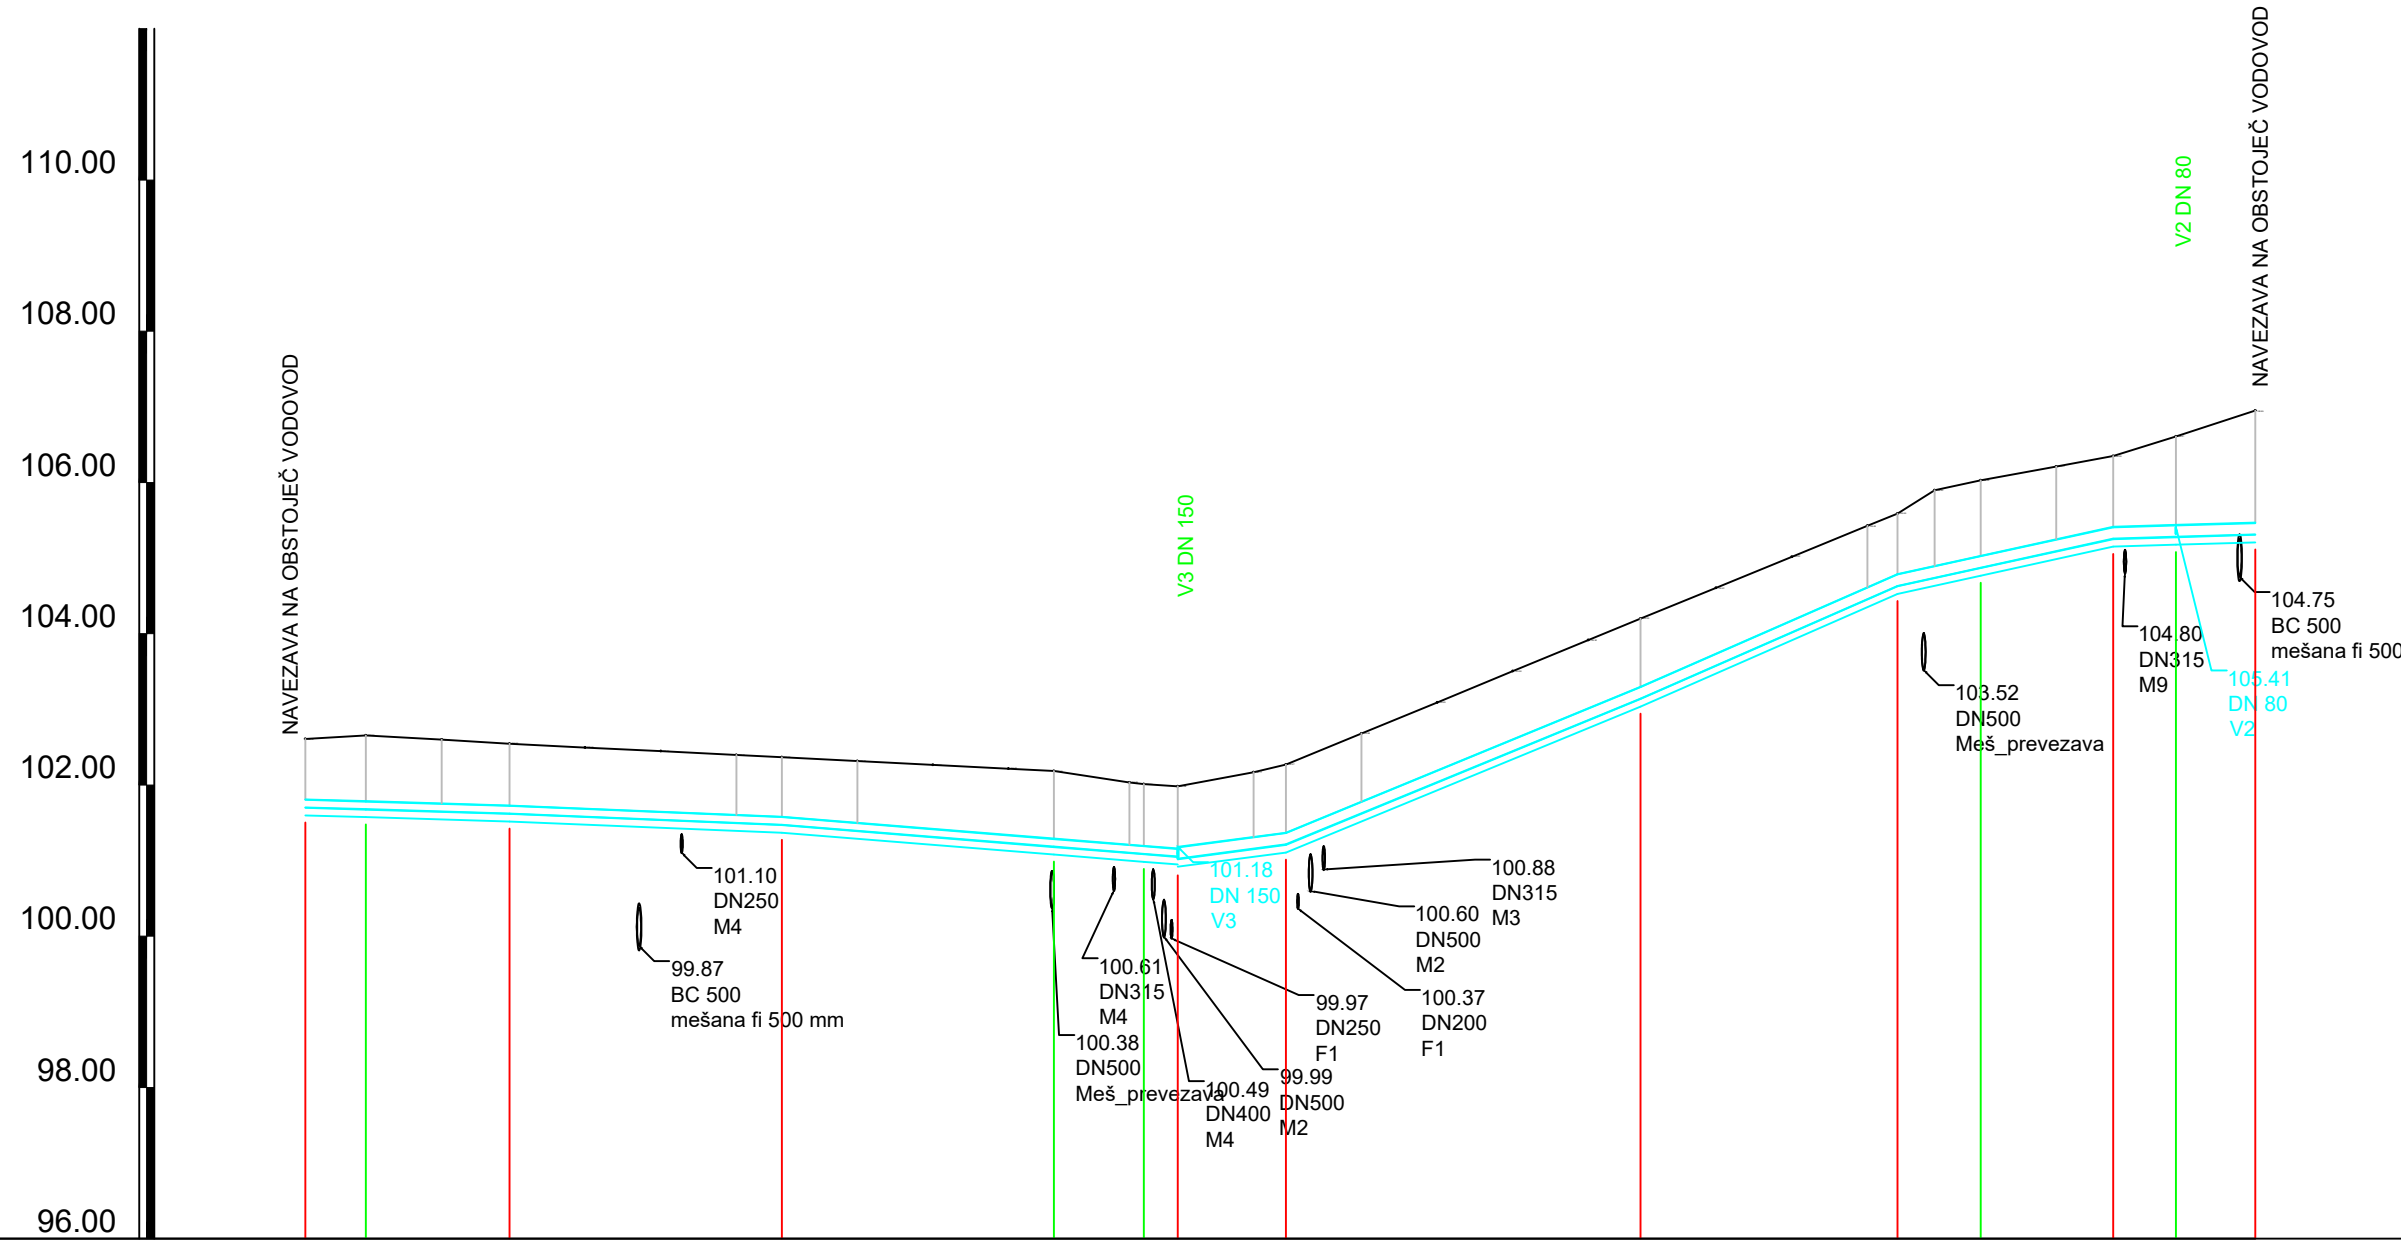 110.00
108.00
106.00
104.00
102.00
100.00
98.00
96.00
NAVEZAVA NA OBSTOJEČ VODOVOD
V3 DN 150
V2 DN 80
NAVEZAVA NA OBSTOJEČ VODOVOD
101.10
DN250
M4
99.87
BC 500
mešana fi 500 mm
100.38
DN500
Meš_prevezava
100.61
DN315
M4
100.49
DN400
M4
99.99
DN500
M2
99.97
DN250
F1
101.18
DN 150
V3
100.37
DN200
F1
100.60
DN500
M2
100.88
DN315
M3
103.52
DN500
Meš_prevezava
104.80
DN315
M9
105.41
DN 80
V2
104.75
BC 500
mešana fi 500